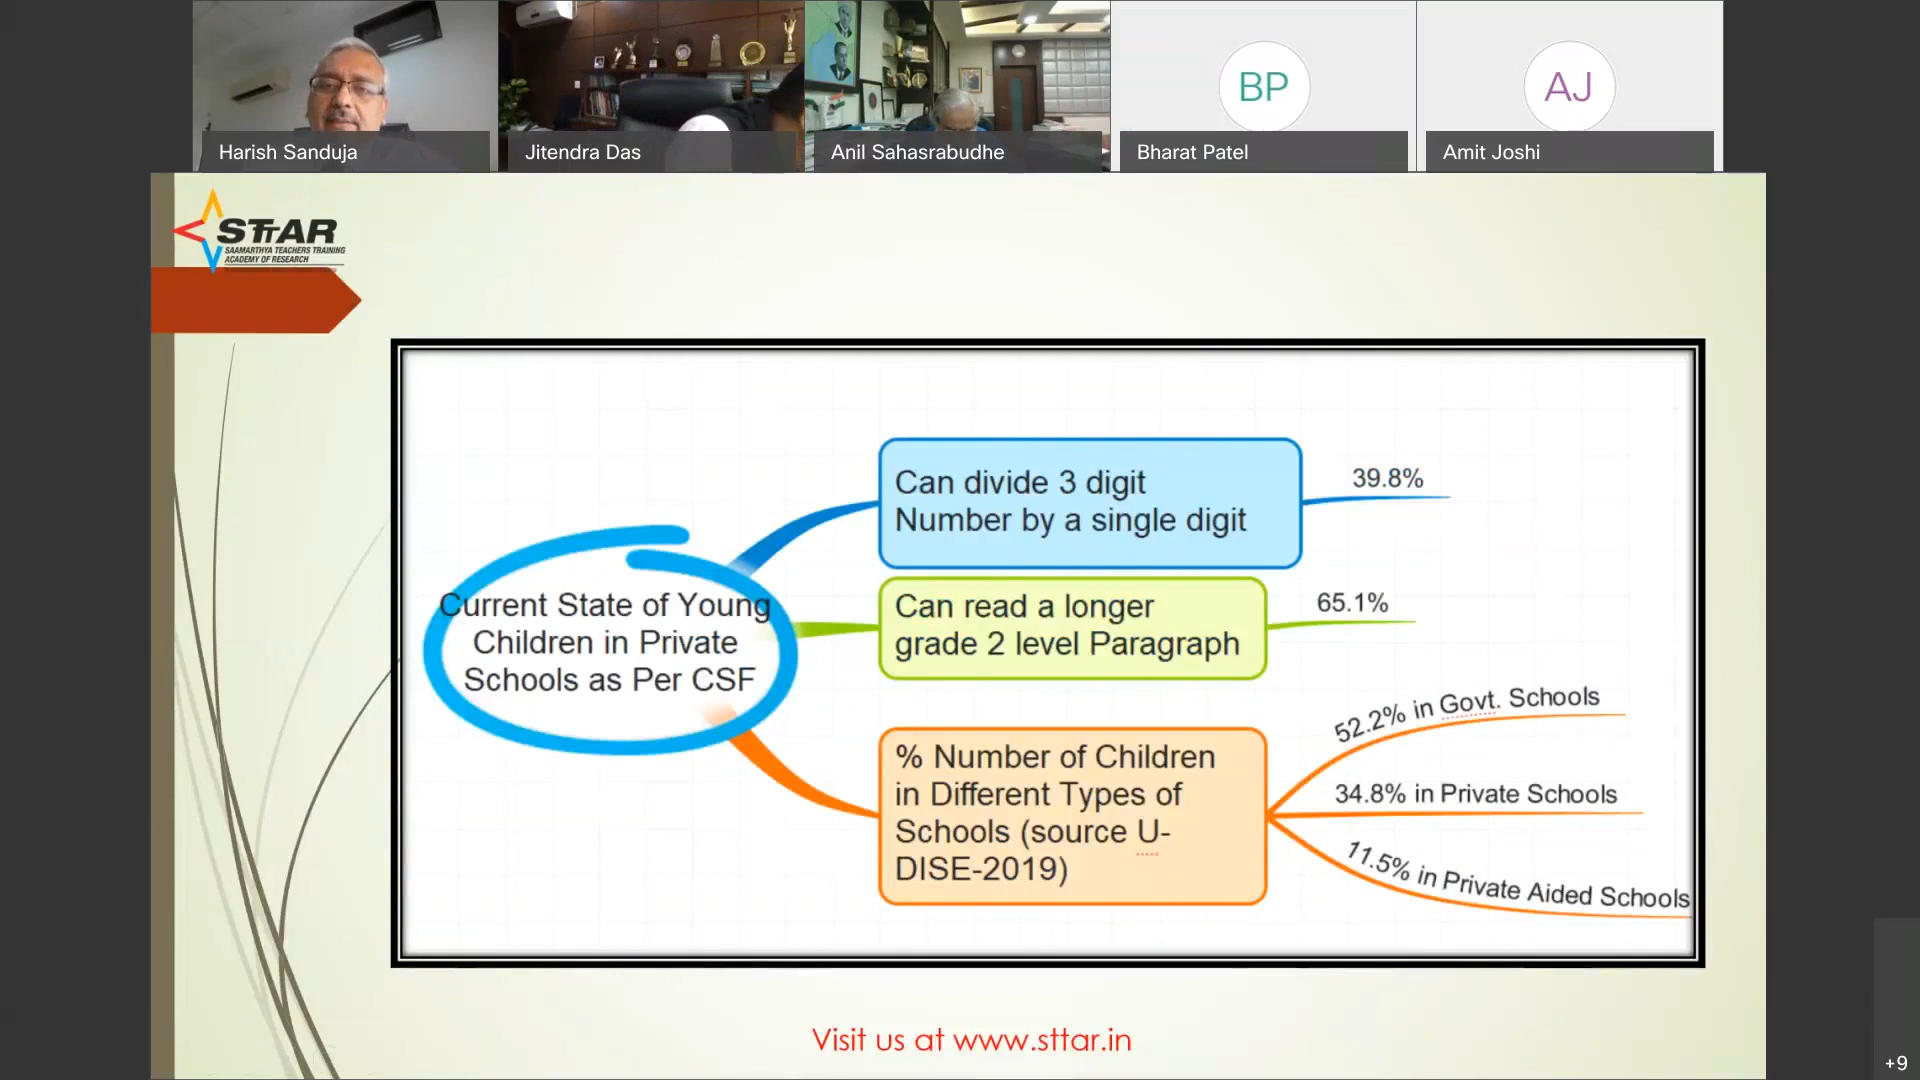 Harish Sanduja
Jitendra Das
Anil Sahasrabudhe
BP
Bharat Patel
AJ
Amit Joshi
STTAR
SAAMARTHYA TEACHERS TRAINING
ACADEMY OF RESEARCH
Current State of Young
Children in Private
Schools as Per CSF
Can divide 3 digit
Number by a single digit
39.8%
Can read a longer
grade 2 level Paragraph
65.1%
% Number of Children
in Different Types of
Schools (source U-
DISE-2019)
52.2% in Govt. Schools
34.8% in Private Schools
11.5% in Private Aided Schools
Visit us at www.sttar.in
+9